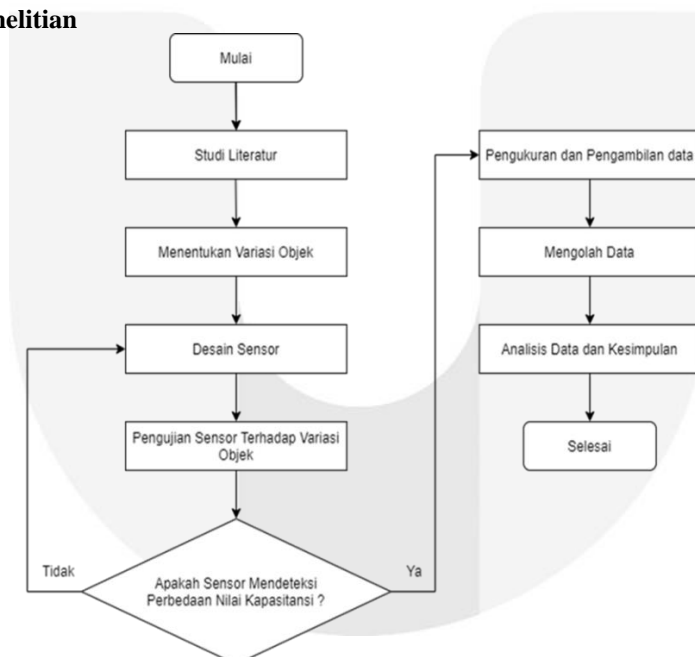 nelitian
Mulai
Studi Literatur
Menentukan Variasi Objek
Desain Sensor
Pengujian Sensor Terhadap Variasi
Objek
Tidak
Apakah Sensor Mendeteksi
Perbedaan Nilai Kapasitansi ?
Ya
Pengukuran dan Pengambilan data
Mengolah Data
Analisis Data dan Kesimpulan
Selesai